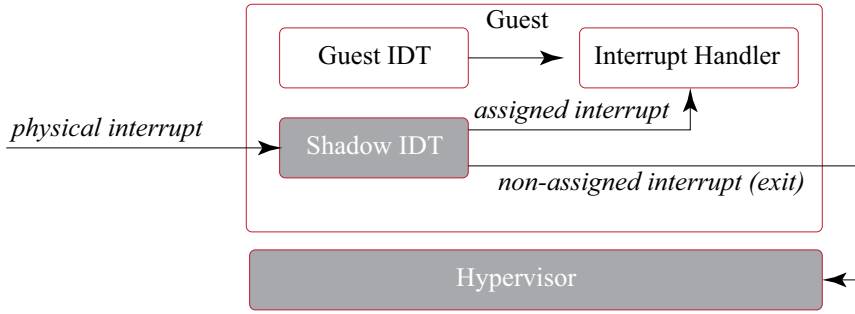 Guest
Guest IDT
Interrupt Handler
physical interrupt
Shadow IDT
assigned interrupt
non-assigned interrupt (exit)
Hypervisor